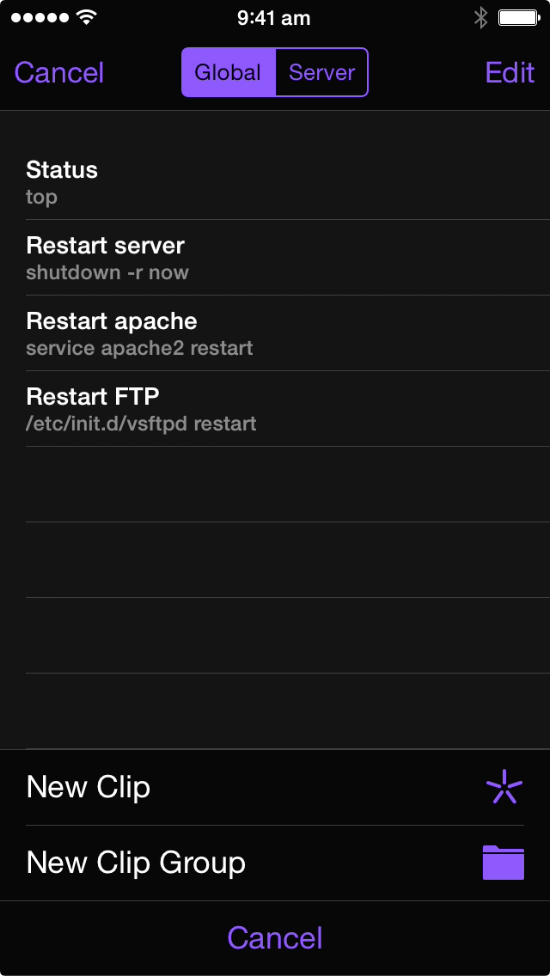 9:41 am
Cancel
Global
Server
Edit
Status
top
Restart server
shutdown -r now
Restart apache
service apache2 restart
Restart FTP
/etc/init.d/vsftpd restart
New Clip
New Clip Group
Cancel